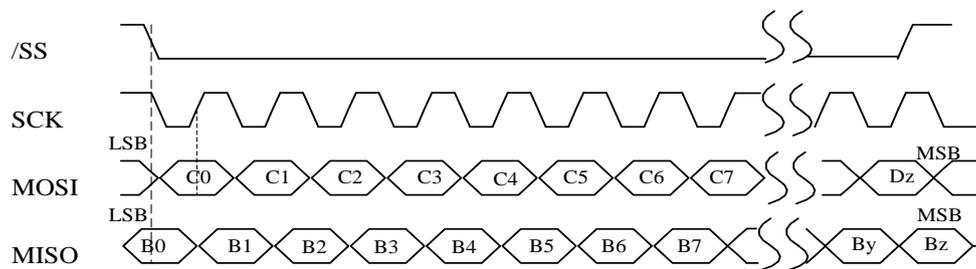 /SS
SCK
LSB MSB
MOSI C0 C1 C2 C3 C4 C5 C6 C7 Dz
LSB MSB
MISO B0 B1 B2 B3 B4 B5 B6 B7 By Bz